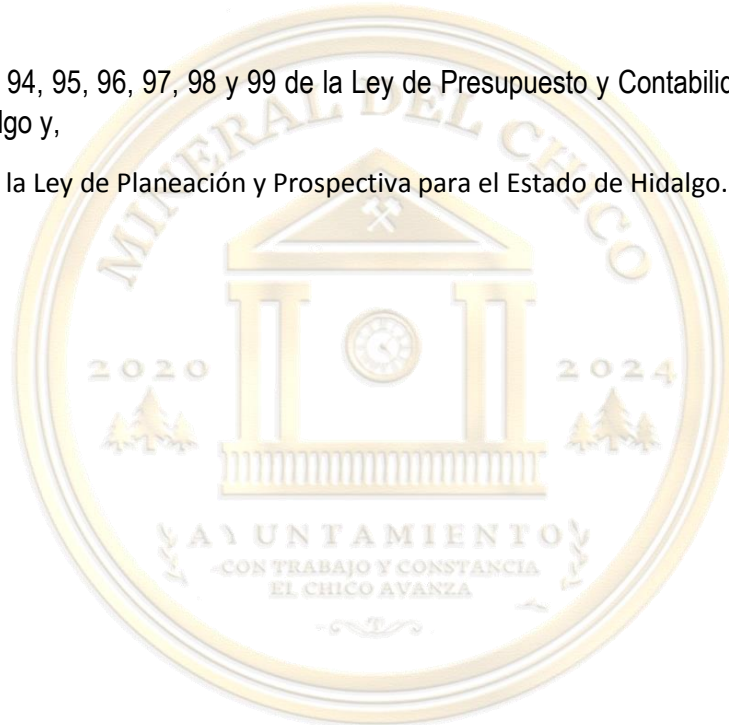 94, 95, 96, 97, 98 y 99 de la Ley de Presupuesto y
lgo y,
la Ley de Planeación y Prospectiva para el Estado de Hidalgo.
MINERAL DEL CHICO
2020 2024
AYUNTAMIENTO
CON TRABAJO Y CONSTANCIA
EL CHICO AVANZA